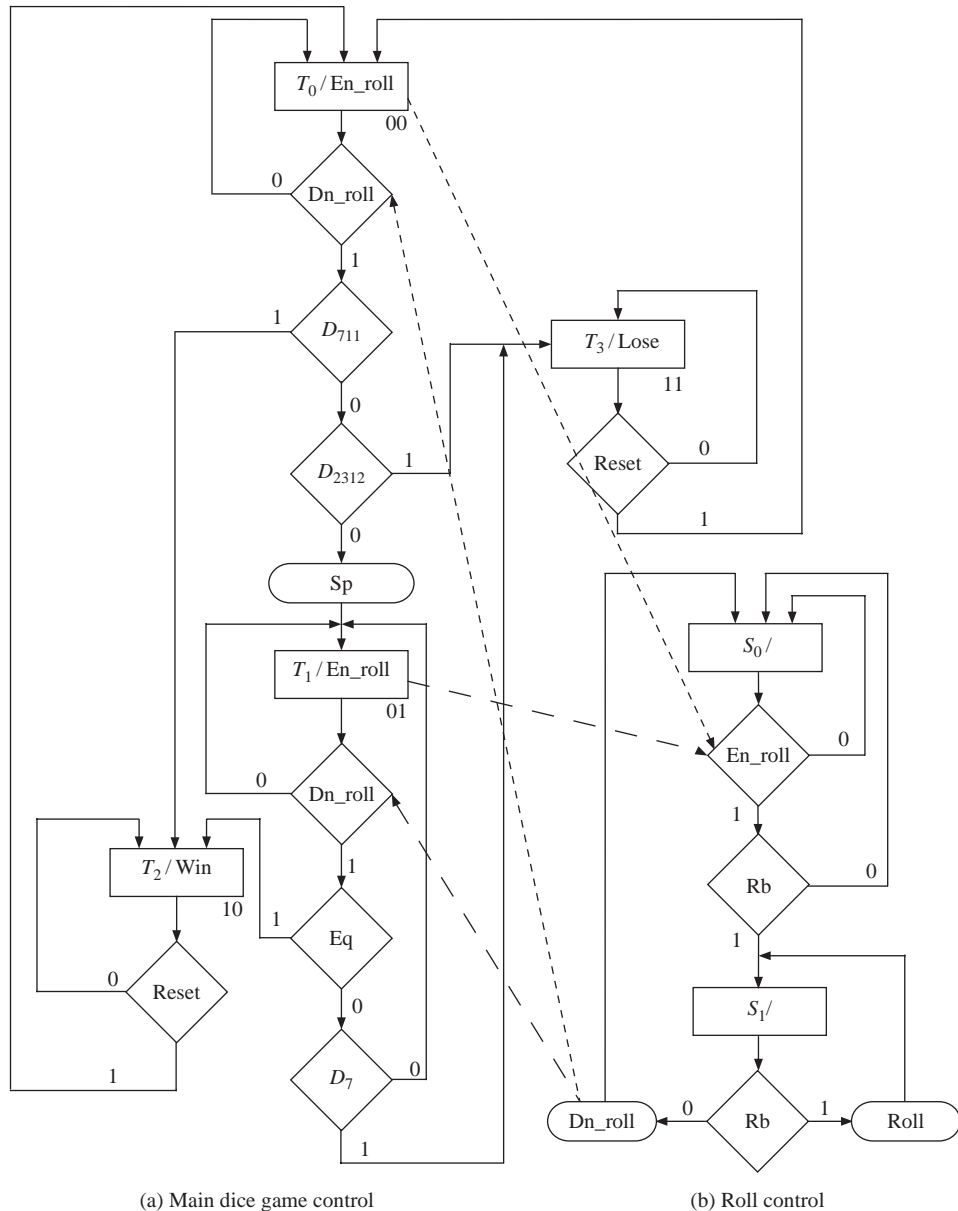 T0 / En_roll
00
Dn_roll
0
1
D711
1
0
D2312
1
0
Sp
T1 / En_roll
01
Dn_roll
0
1
Eq
1
0
D7
0
1
T2 / Win
10
Reset
0
1
T3 / Lose
11
Reset
0
1
(a) Main dice game control
S0 /
En_roll
0
1
Rb
0
1
S1 /
Rb
0
1
Dn_roll
Roll
(b) Roll control